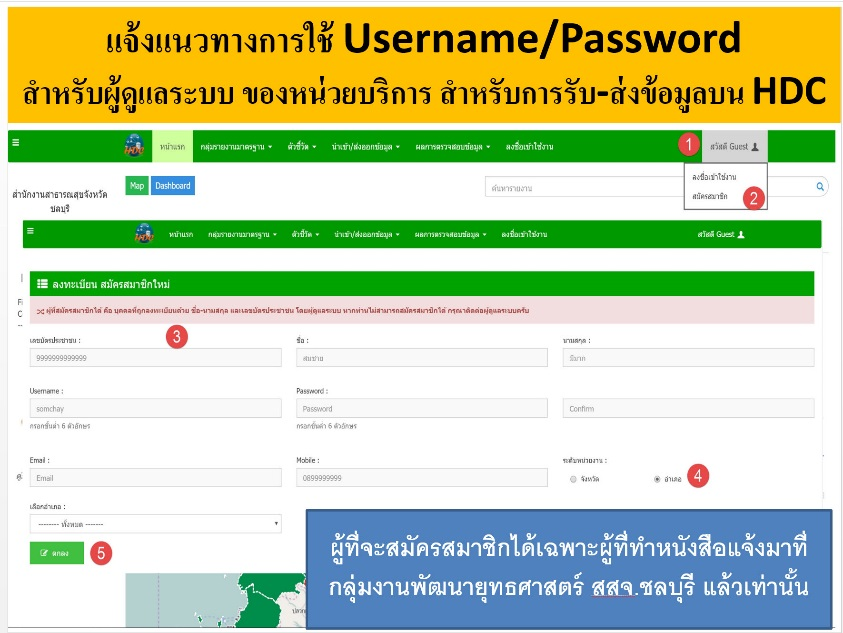 แจ้งแนวทางการใช้ Username/Password
สำหรับผู้ดูแลระบบ ของหน่วยบริการ สำหรับการรับ-ส่งข้อมูลบน HDC
หน้าแรก กลุ่มรายงานมาตรฐาน ตัวชี้วัด นำเข้า/ส่งออกข้อมูล ผลการตรวจสอบข้อมูล ลงชื่อเข้าใช้งาน 1 สวัสดี Guest
ลงชื่อเข้าใช้งาน
สมัครสมาชิก 2
สำนักงานสาธารณสุขจังหวัด
ชลบุรี
Map Dashboard
ค้นหารายงาน
หน้าแรก กลุ่มรายงานมาตรฐาน ตัวชี้วัด นำเข้า/ส่งออกข้อมูล ผลการตรวจสอบข้อมูล ลงชื่อเข้าใช้งาน สวัสดี Guest
ลงทะเบียน สมัครสมาชิกใหม่
ผู้ที่สมัครสมาชิกได้ คือ บุคคลที่ถูกลงทะเบียนด้วย ชื่อ-นามสกุล และเลขบัตรประชาชน โดยผู้ดูแลระบบ หากท่านไม่สามารถสมัครสมาชิกได้ กรุณาติดต่อผู้ดูแลระบบครับ
3
เลขบัตรประชาชน : ชื่อ : นามสกุล :
9999999999999 สมชาย มีมาก
Username : Password :
somchay Password Confirm
กรอกขั้นต่ำ 6 ตัวอักษร กรอกขั้นต่ำ 6 ตัวอักษร
Email : Mobile : ระดับหน่วยงาน :
Email 0899999999 จังหวัด อำเภอ 4
เลือกอำเภอ :
-------- ทั้งหมด -------
ตกลง 5
ผู้ที่จะสมัครสมาชิกได้เฉพาะผู้ที่ทำหนังสือแจ้งมาที่
กลุ่มงานพัฒนายุทธศาสตร์ สสจ.ชลบุรี แล้วเท่านั้น